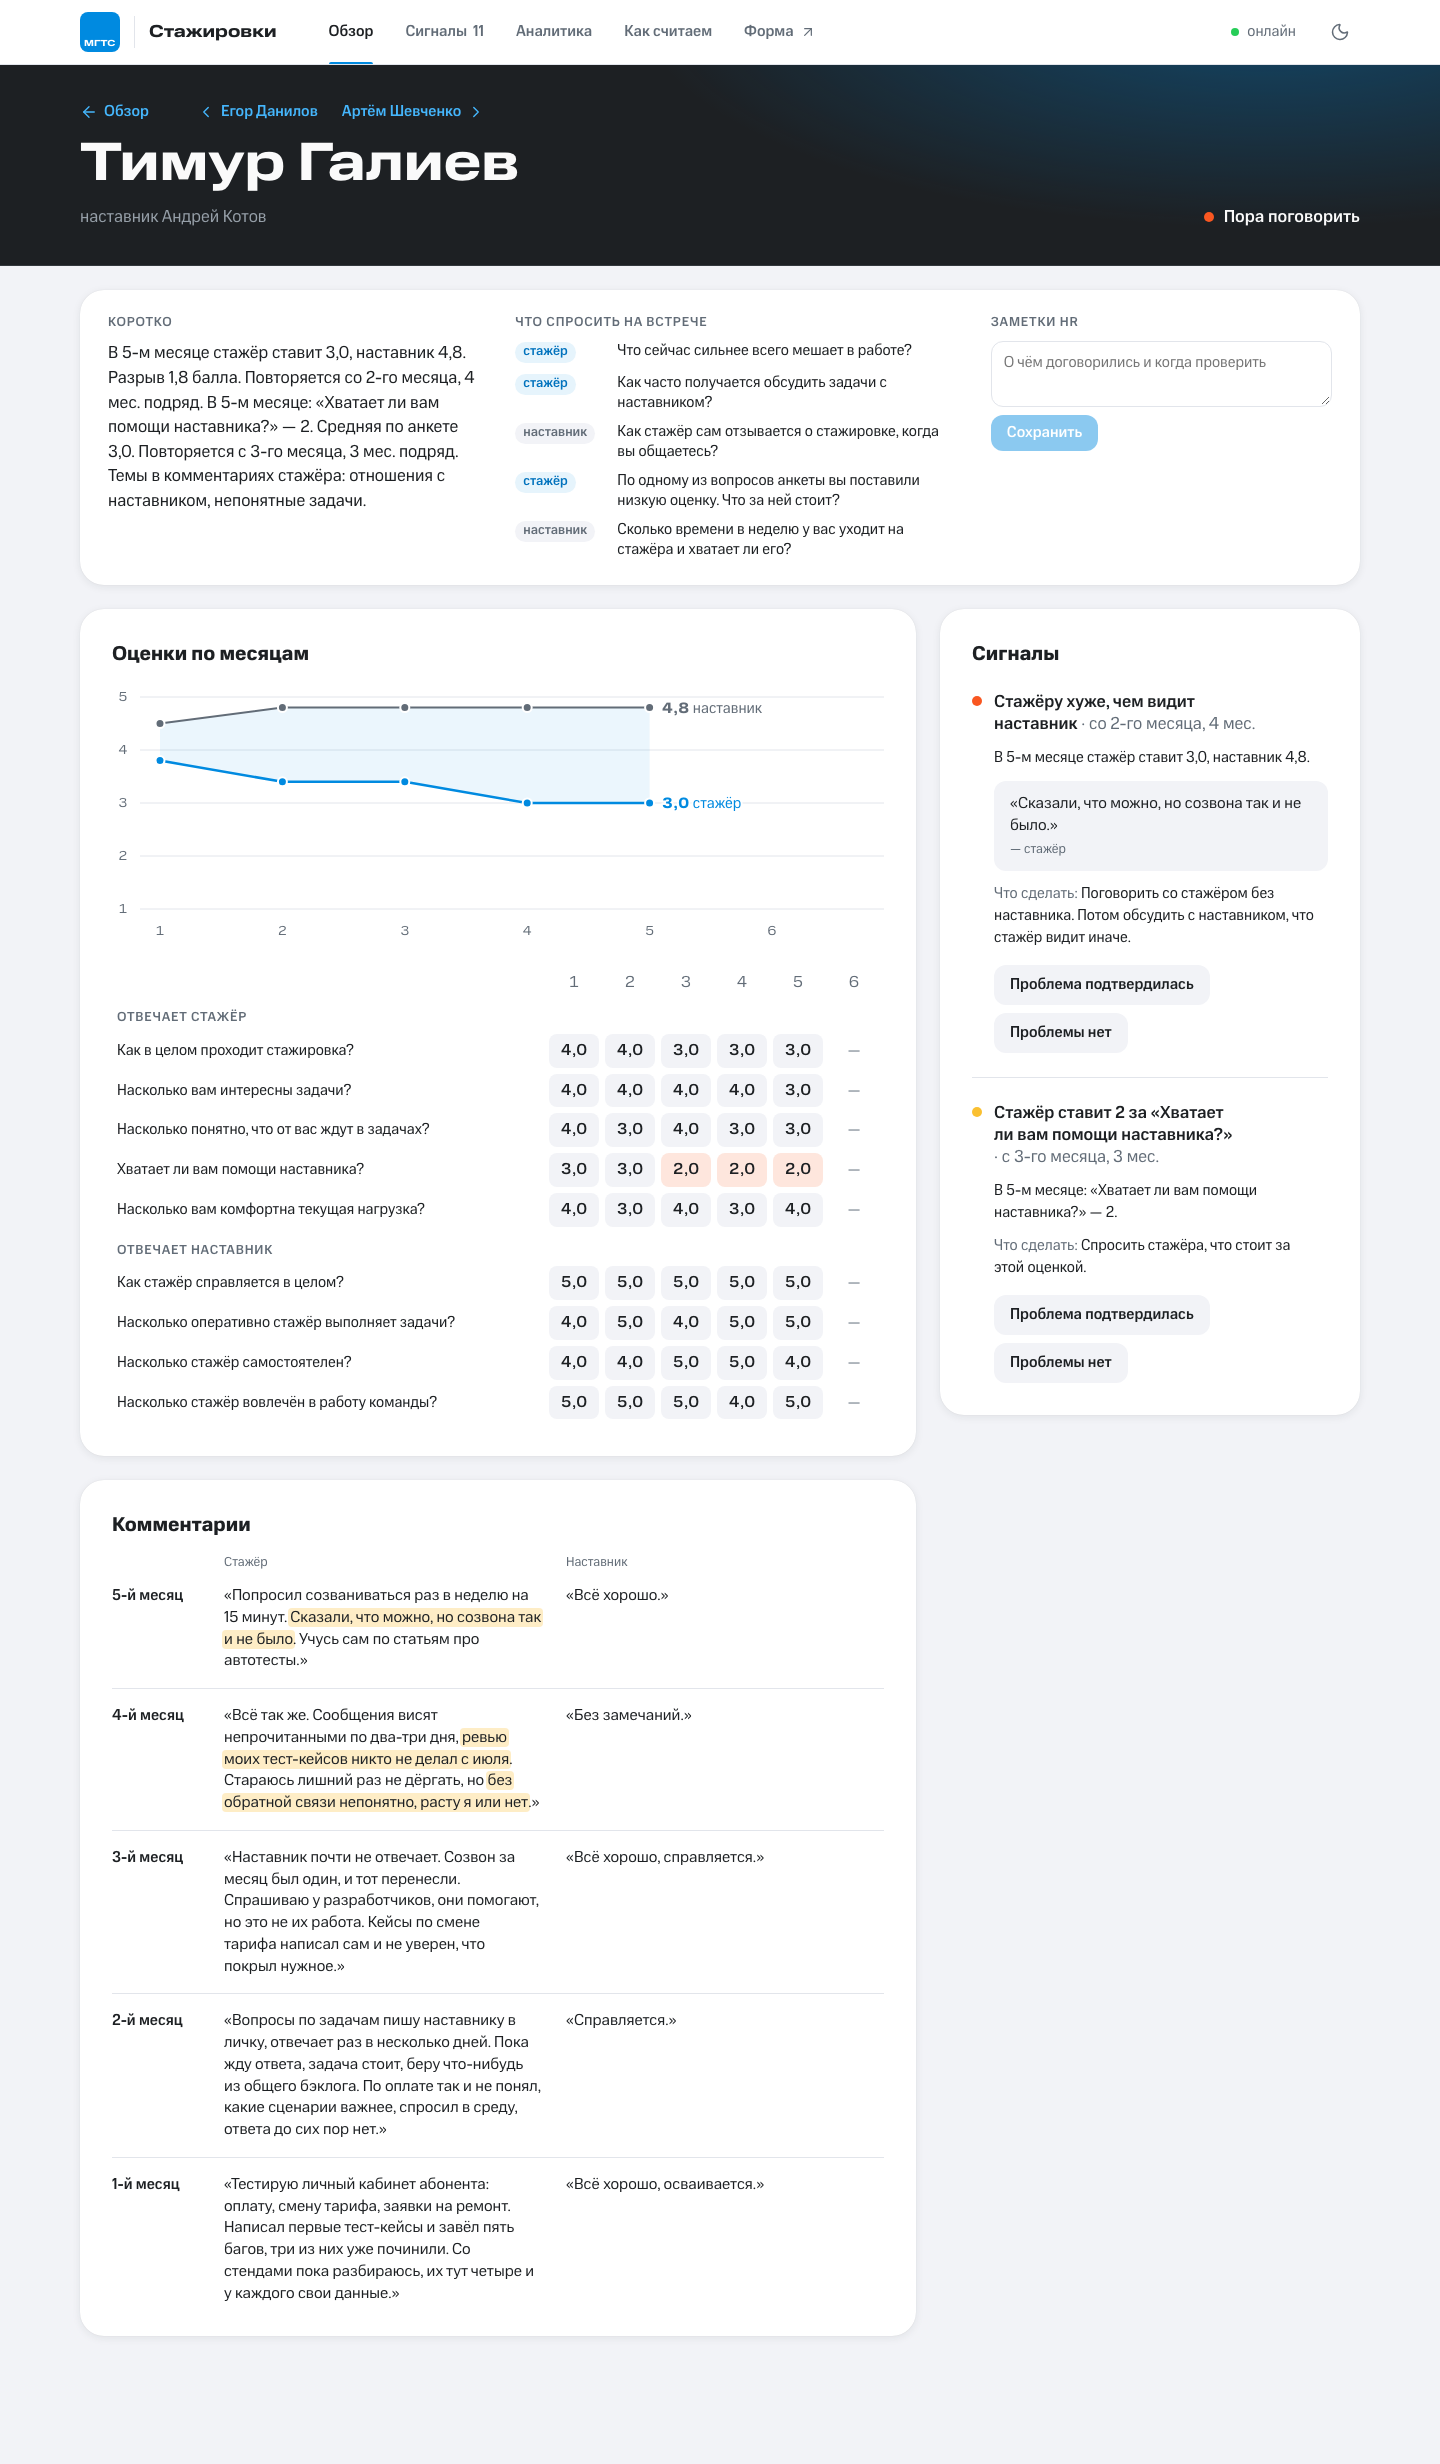 МГТС
Стажировки
Обзор
Сигналы 11
Аналитика
Как считаем
Форма
онлайн
Обзор
Егор Данилов
Артём Шевченко
Тимур Галиев
наставник Андрей Котов
Пора поговорить
КОРОТКО
В 5-м месяце стажёр ставит 3,0, наставник 4,8.
Разрыв 1,8 балла. Повторяется со 2-го месяца, 4
мес. подряд. В 5-м месяце: «Хватает ли вам
помощи наставника?» — 2. Средняя по анкете
3,0. Повторяется с 3-го месяца, 3 мес. подряд.
Темы в комментариях стажёра: отношения с
наставником, непонятные задачи.
ЧТО СПРОСИТЬ НА ВСТРЕЧЕ
стажёр
Что сейчас сильнее всего мешает в работе?
стажёр
Как часто получается обсудить задачи с
наставником?
наставник
Как стажёр сам отзывается о стажировке, когда
вы общаетесь?
стажёр
По одному из вопросов анкеты вы поставили
низкую оценку. Что за ней стоит?
наставник
Сколько времени в неделю у вас уходит на
стажёра и хватает ли его?
ЗАМЕТКИ HR
О чём договорились и когда проверить
Сохранить
Оценки по месяцам
5
4
3
2
1
4,8 наставник
3,0 стажёр
1 2 3 4 5 6
1 2 3 4 5 6
ОТВЕЧАЕТ СТАЖЁР
Как в целом проходит стажировка? 4,0 4,0 3,0 3,0 3,0 —
Насколько вам интересны задачи? 4,0 4,0 4,0 4,0 3,0 —
Насколько понятно, что от вас ждут в задачах? 4,0 3,0 4,0 3,0 3,0 —
Хватает ли вам помощи наставника? 3,0 3,0 2,0 2,0 2,0 —
Насколько вам комфортна текущая нагрузка? 4,0 3,0 4,0 3,0 4,0 —
ОТВЕЧАЕТ НАСТАВНИК
Как стажёр справляется в целом? 5,0 5,0 5,0 5,0 5,0 —
Насколько оперативно стажёр выполняет задачи? 4,0 5,0 4,0 5,0 5,0 —
Насколько стажёр самостоятелен? 4,0 4,0 5,0 5,0 4,0 —
Насколько стажёр вовлечён в работу команды? 5,0 5,0 5,0 4,0 5,0 —
Сигналы
Стажёру хуже, чем видит
наставник · со 2-го месяца, 4 мес.
В 5-м месяце стажёр ставит 3,0, наставник 4,8.
«Сказали, что можно, но созвона так и не
было.»
— стажёр
Что сделать: Поговорить со стажёром без
наставника. Потом обсудить с наставником, что
стажёр видит иначе.
Проблема подтвердилась
Проблемы нет
Стажёр ставит 2 за «Хватает
ли вам помощи наставника?»
· с 3-го месяца, 3 мес.
В 5-м месяце: «Хватает ли вам помощи
наставника?» — 2.
Что сделать: Спросить стажёра, что стоит за
этой оценкой.
Проблема подтвердилась
Проблемы нет
Комментарии
Стажёр
Наставник
5-й месяц
«Попросил созваниваться раз в неделю на
15 минут. Сказали, что можно, но созвона так
и не было. Учусь сам по статьям про
автотесты.»
«Всё хорошо.»
4-й месяц
«Всё так же. Сообщения висят
непрочитанными по два-три дня, ревью
моих тест-кейсов никто не делал с июля.
Стараюсь лишний раз не дёргать, но без
обратной связи непонятно, расту я или нет.»
«Без замечаний.»
3-й месяц
«Наставник почти не отвечает. Созвон за
месяц был один, и тот перенесли.
Спрашиваю у разработчиков, они помогают,
но это не их работа. Кейсы по смене
тарифа написал сам и не уверен, что
покрыл нужное.»
«Всё хорошо, справляется.»
2-й месяц
«Вопросы по задачам пишу наставнику в
личку, отвечает раз в несколько дней. Пока
жду ответа, задача стоит, беру что-нибудь
из общего бэклога. По оплате так и не понял,
какие сценарии важнее, спросил в среду,
ответа до сих пор нет.»
«Справляется.»
1-й месяц
«Тестирую личный кабинет абонента:
оплату, смену тарифа, заявки на ремонт.
Написал первые тест-кейсы и завёл пять
багов, три из них уже починили. Со
стендами пока разбираюсь, их тут четыре и
у каждого свои данные.»
«Всё хорошо, осваивается.»